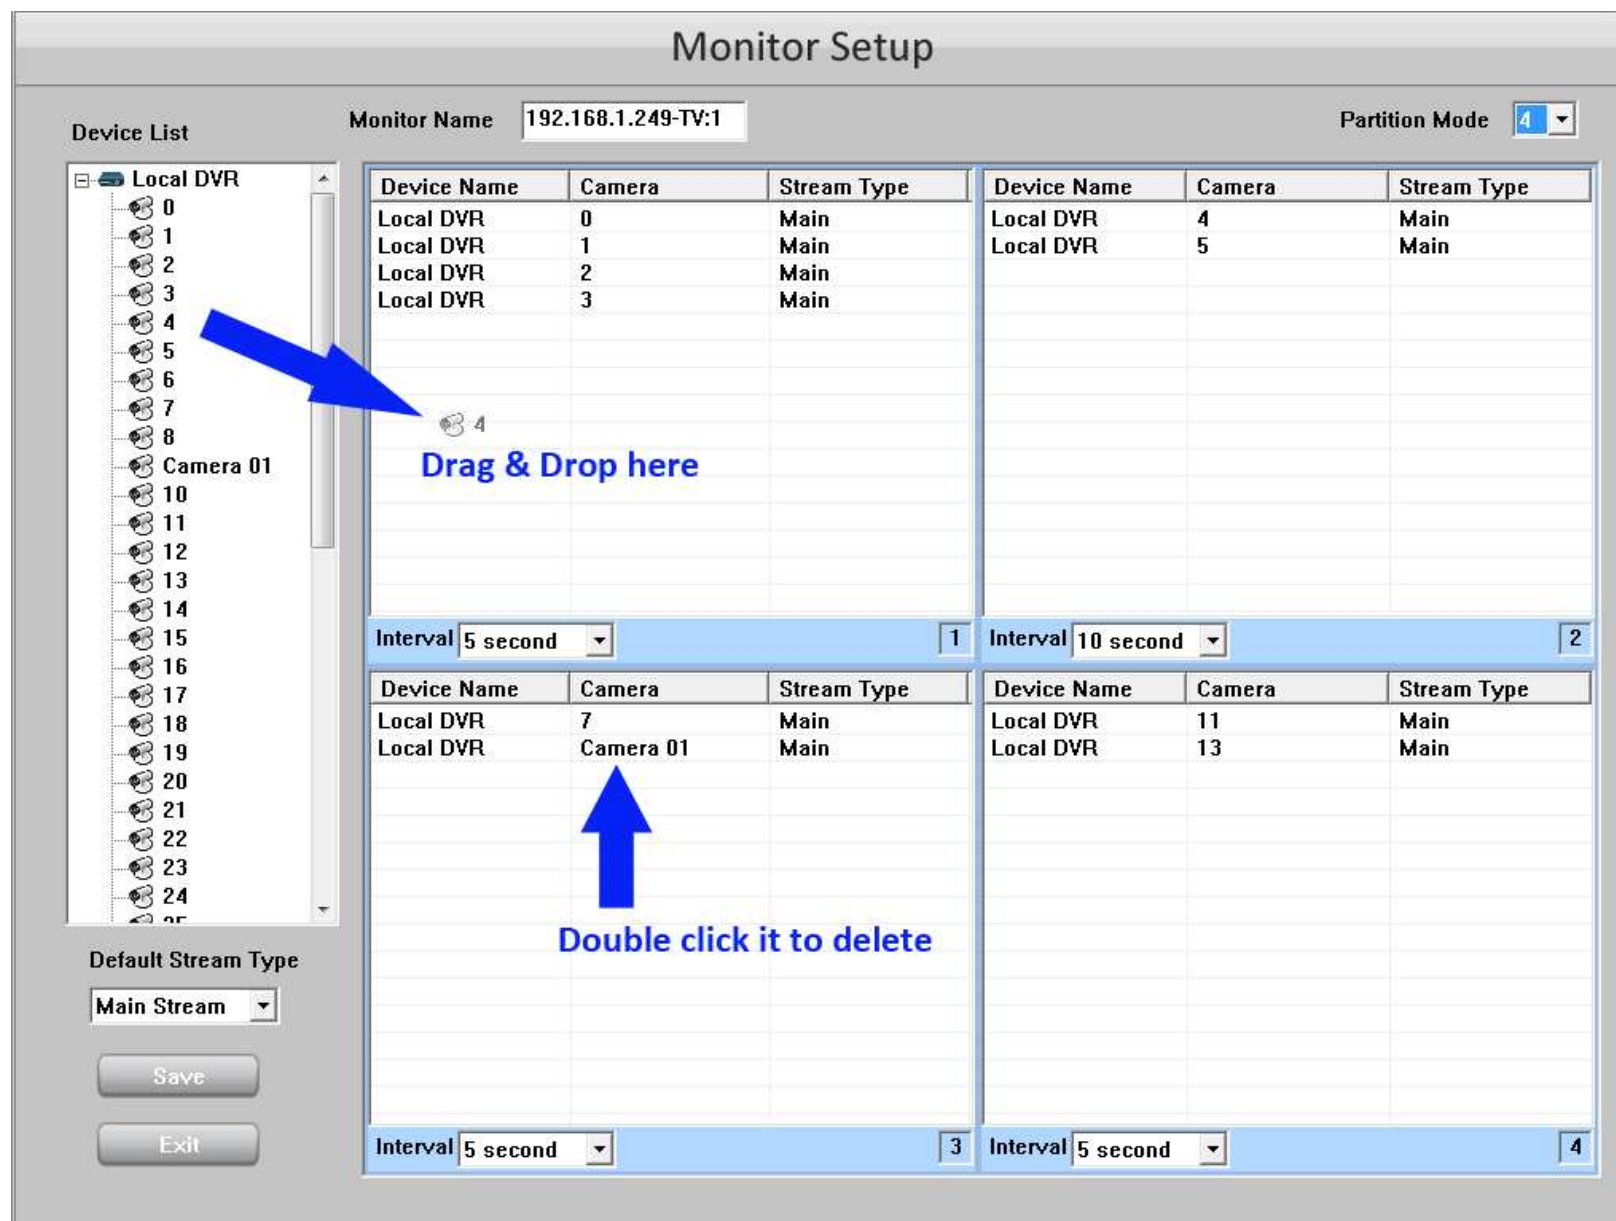 Monitor Setup
Device List
Monitor Name 192.168.1.249-TV:1
Partition Mode 4
Local DVR
0
1
2
3
4
5
6
7
8
Camera 01
10
11
12
13
14
15
16
17
18
19
20
21
22
23
24
Default Stream Type
Main Stream
Save
Exit
Device Name Camera Stream Type
Local DVR 0 Main
Local DVR 1 Main
Local DVR 2 Main
Local DVR 3 Main
4
Drag & Drop here
Interval 5 second 1
Device Name Camera Stream Type
Local DVR 4 Main
Local DVR 5 Main
Interval 10 second 2
Device Name Camera Stream Type
Local DVR 7 Main
Local DVR Camera 01 Main
Double click it to delete
Interval 5 second 3
Device Name Camera Stream Type
Local DVR 11 Main
Local DVR 13 Main
Interval 5 second 4